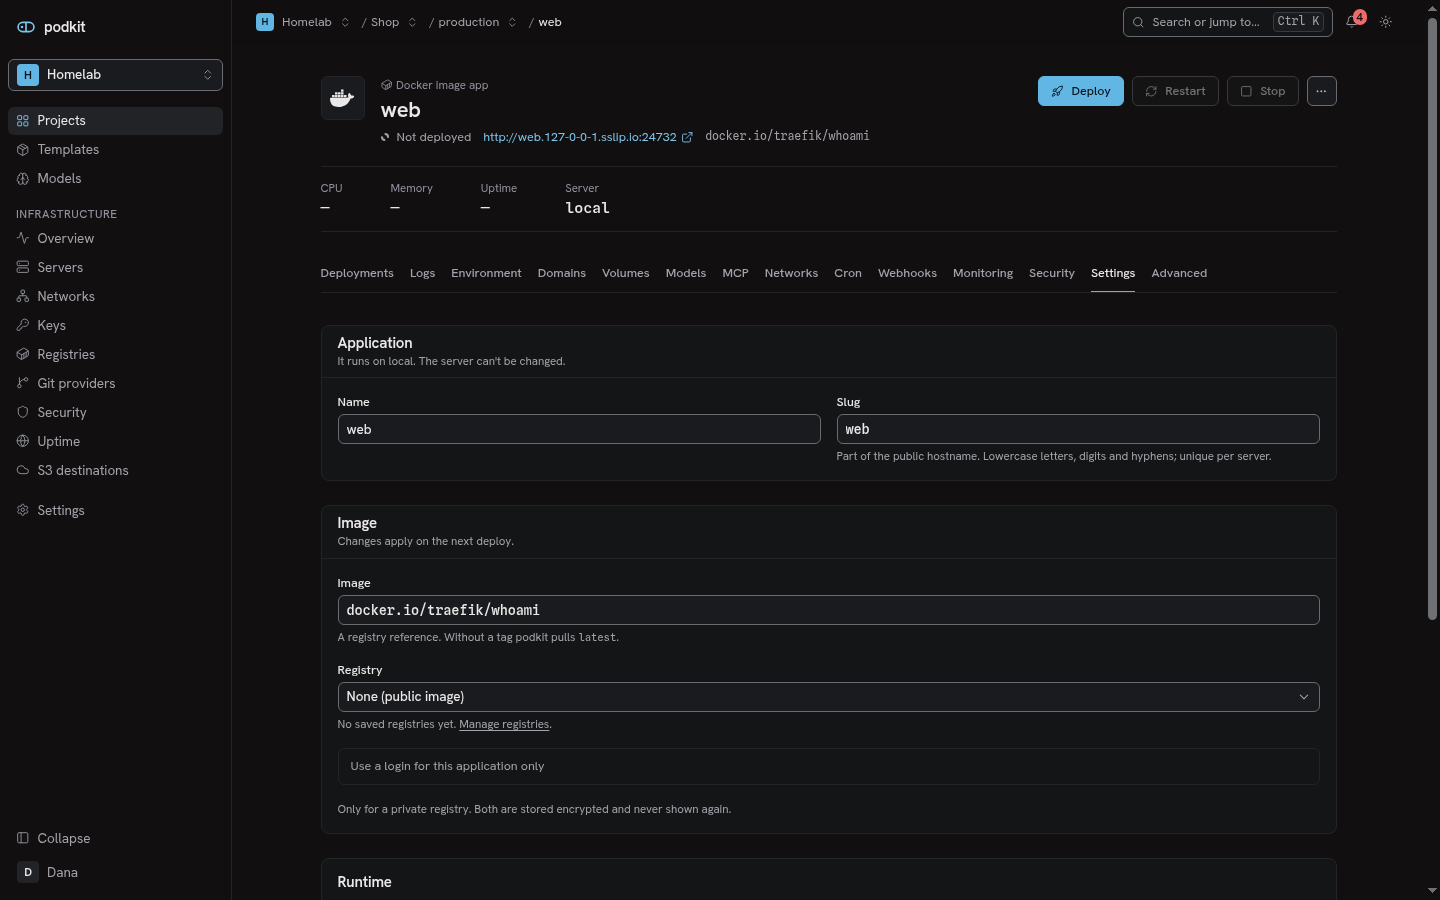 podkit
H Homelab
Projects
Templates
Models
INFRASTRUCTURE
Overview
Servers
Networks
Keys
Registries
Git providers
Security
Uptime
S3 destinations
Settings
Collapse
D Dana
H Homelab / Shop / production / web
Search or jump to... Ctrl K
4
Docker image app
web
Not deployed http://web.127-0-0-1.sslip.io:24732 docker.io/traefik/whoami
Deploy Restart Stop ...
CPU Memory Uptime Server
— — — local
Deployments Logs Environment Domains Volumes Models MCP Networks Cron Webhooks Monitoring Security Settings Advanced
Application
It runs on local. The server can't be changed.
Name Slug
web web
Part of the public hostname. Lowercase letters, digits and hyphens; unique per server.
Image
Changes apply on the next deploy.
Image
docker.io/traefik/whoami
A registry reference. Without a tag podkit pulls latest.
Registry
None (public image)
No saved registries yet. Manage registries.
Use a login for this application only
Only for a private registry. Both are stored encrypted and never shown again.
Runtime